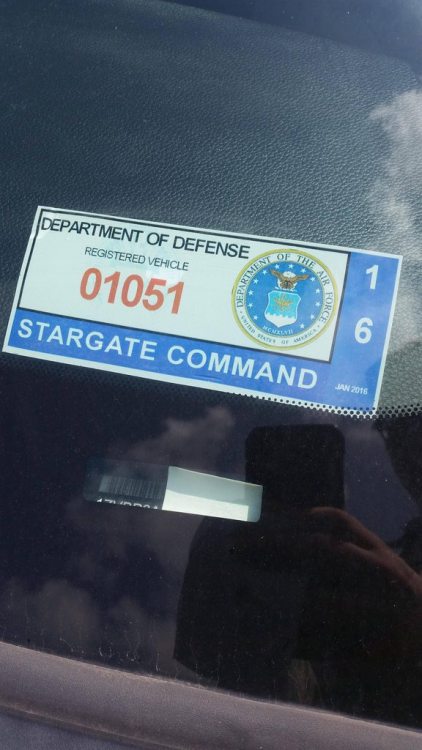 DEPARTMENT OF DEFENSE
REGISTERED VEHICLE
01051
DEPARTMENT OF THE AIR FORCE
MCMXLVII
UNITED STATES OF AMERICA
1
6
STARGATE COMMAND
JAN 2016